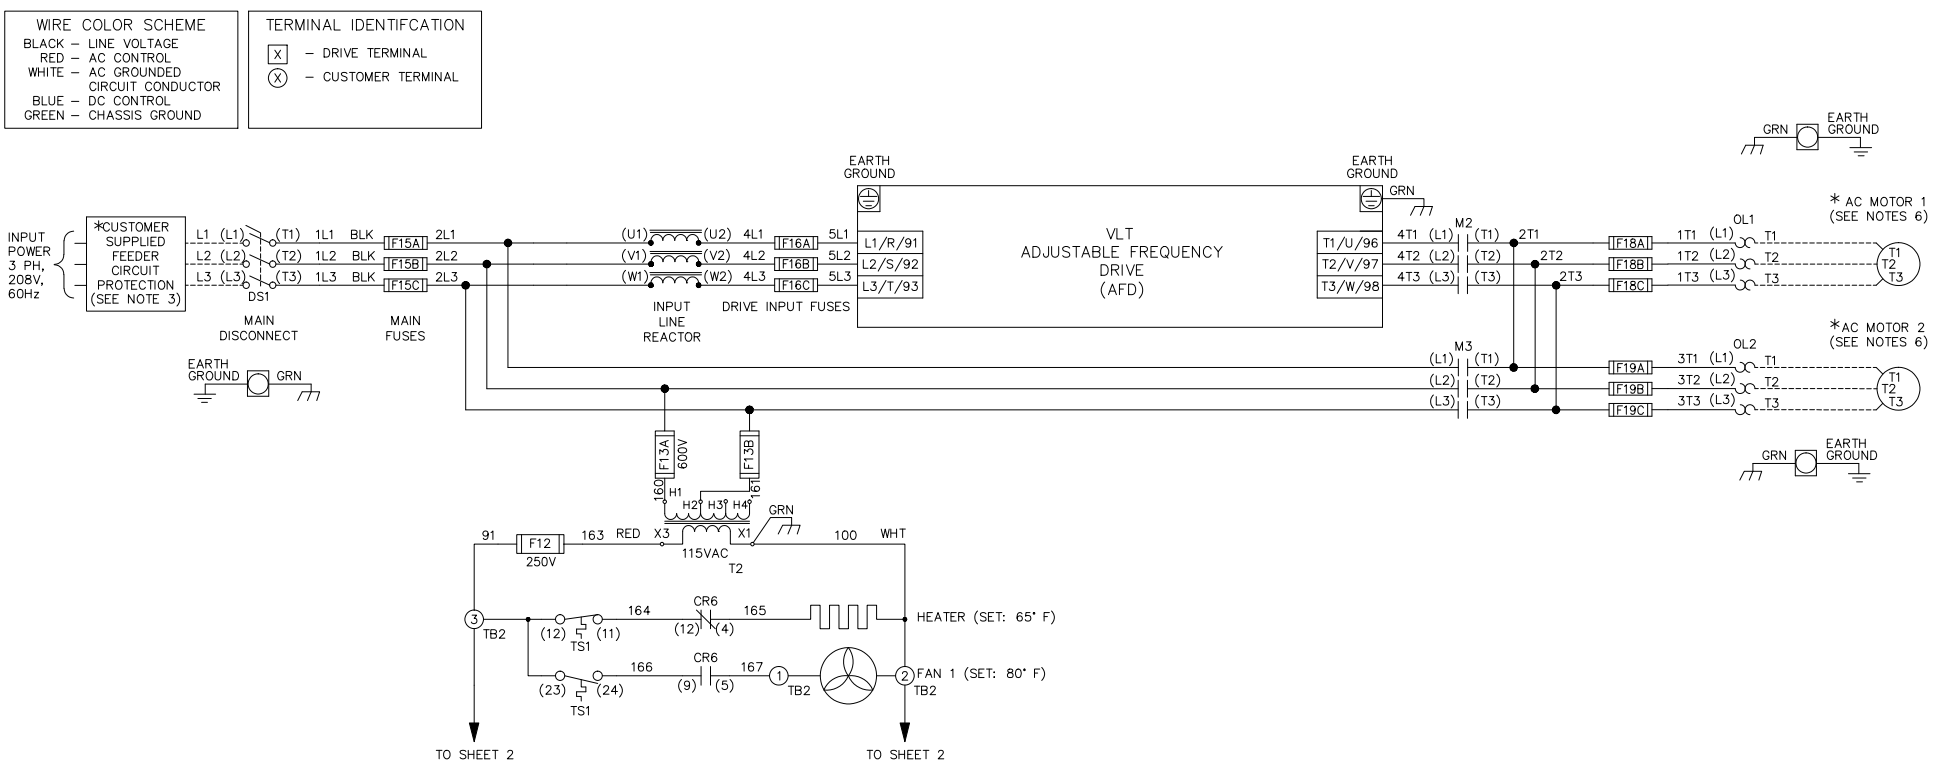 WIRE COLOR SCHEME
BLACK – LINE VOLTAGE
RED – AC CONTROL
WHITE – AC GROUNDED
CIRCUIT CONDUCTOR
BLUE – DC CONTROL
GREEN – CHASSIS GROUND
TERMINAL IDENTIFCATION
X – DRIVE TERMINAL
X – CUSTOMER TERMINAL
INPUT
POWER
3 PH,
208V,
60Hz
*CUSTOMER
SUPPLIED
FEEDER
CIRCUIT
PROTECTION
(SEE NOTE 3)
L1 (L1) (T1) 1L1 BLK F15A 2L1
L2 (L2) (T2) 1L2 BLK F15B 2L2
L3 (L3) (T3) 1L3 BLK F15C 2L3
DS1
MAIN
DISCONNECT
MAIN
FUSES
EARTH
GROUND
GRN
(U1) (U2) 4L1 F16A 5L1
(V1) (V2) 4L2 F16B 5L2
(W1) (W2) 4L3 F16C 5L3
INPUT
LINE
REACTOR
DRIVE INPUT FUSES
EARTH
GROUND
L1/R/91
L2/S/92
L3/T/93
VLT
ADJUSTABLE FREQUENCY
DRIVE
(AFD)
EARTH
GROUND
GRN
T1/U/96
T2/V/97
T3/W/98
M2
4T1 (L1) (T1) 2T1
4T2 (L2) (T2) 2T2
4T3 (L3) (T3) 2T3
F18A 1T1 (L1) T1
F18B 1T2 (L2) T2
F18C 1T3 (L3) T3
OL1
GRN
EARTH
GROUND
* AC MOTOR 1
(SEE NOTES 6)
T1
T2
T3
M3
(L1) (T1)
(L2) (T2)
(L3) (T3)
F19A 3T1 (L1) T1
F19B 3T2 (L2) T2
F19C 3T3 (L3) T3
OL2
*AC MOTOR 2
(SEE NOTES 6)
T1
T2
T3
GRN
EARTH
GROUND
F13A
600V
F13B
160
161
H1
H2 H3 H4
GRN
91 F12 163 RED X3 X1 100 WHT
250V
115VAC
T2
3
TB2
(12) (11)
TS1
164
CR6
(12) (4)
165
HEATER (SET: 65° F)
(23) (24)
TS1
166
CR6
(9) (5)
167
1
TB2
2
TB2
FAN 1 (SET: 80° F)
TO SHEET 2
TO SHEET 2